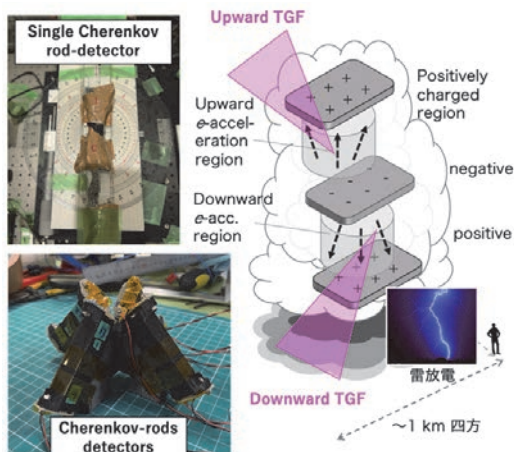 Single Cherenkov
rod-detector
Cherenkov-rods
detectors
Upward TGF
Positively
charged
region
Upward
e-accel-
eration
region
negative
Downward
e-acc.
region
positive
雷放電
Downward TGF
〜1 km 四方